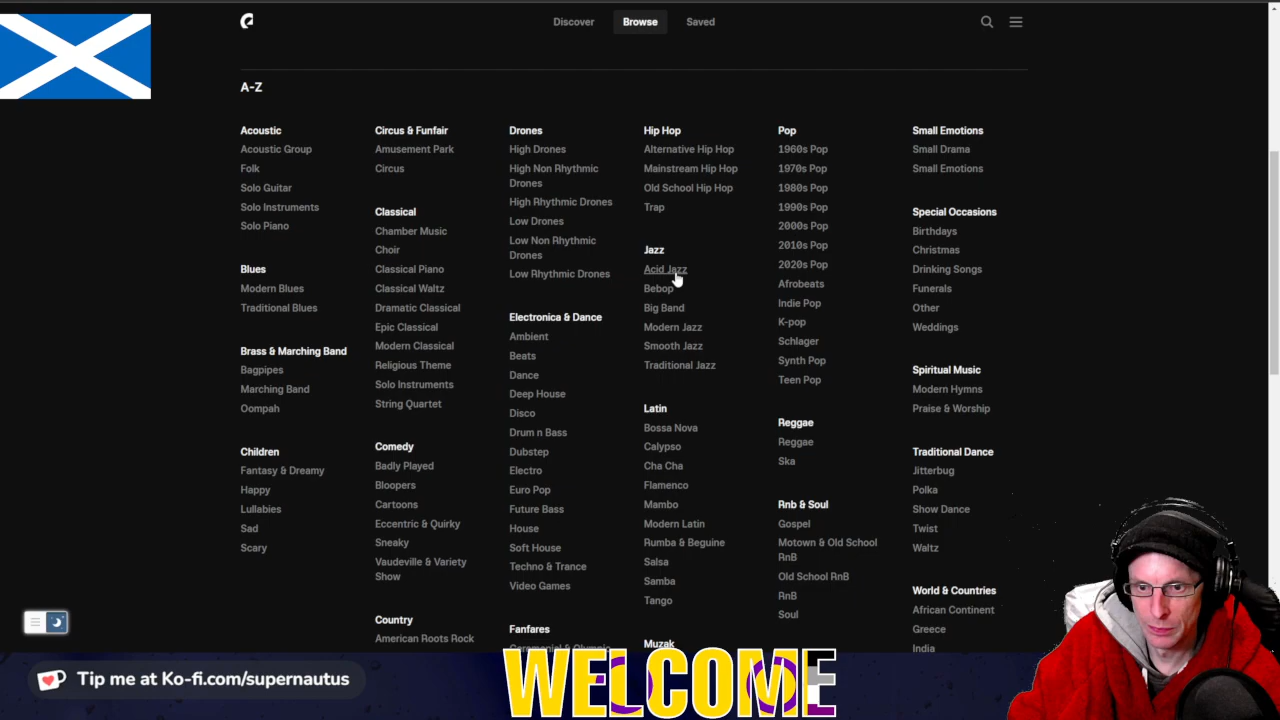 Discover
Browse
Saved
A-Z
Acoustic
Acoustic Group
Folk
Solo Guitar
Solo Instruments
Solo Piano
Blues
Modern Blues
Traditional Blues
Brass & Marching Band
Bagpipes
Marching Band
Oompah
Children
Fantasy & Dreamy
Happy
Lullabies
Sad
Scary
Circus & Funfair
Amusement Park
Circus
Classical
Chamber Music
Choir
Classical Piano
Classical Waltz
Dramatic Classical
Epic Classical
Modern Classical
Religious Theme
Solo Instruments
String Quartet
Comedy
Badly Played
Bloopers
Cartoons
Eccentric & Quirky
Sneaky
Vaudeville & Variety
Show
Country
American Roots Rock
Drones
High Drones
High Non Rhythmic
Drones
High Rhythmic Drones
Low Drones
Low Non Rhythmic
Drones
Low Rhythmic Drones
Electronica & Dance
Ambient
Beats
Dance
Deep House
Disco
Drum n Bass
Dubstep
Electro
Euro Pop
Future Bass
House
Soft House
Techno & Trance
Video Games
Fanfares
Ceremonial & Olympic
Hip Hop
Alternative Hip Hop
Mainstream Hip Hop
Old School Hip Hop
Trap
Jazz
Acid Jazz
Bebop
Big Band
Modern Jazz
Smooth Jazz
Traditional Jazz
Latin
Bossa Nova
Calypso
Cha Cha
Flamenco
Mambo
Modern Latin
Rumba & Beguine
Salsa
Samba
Tango
Muzak
Pop
1960s Pop
1970s Pop
1980s Pop
1990s Pop
2000s Pop
2010s Pop
2020s Pop
Afrobeats
Indie Pop
K-pop
Schlager
Synth Pop
Teen Pop
Reggae
Reggae
Ska
Rnb & Soul
Gospel
Motown & Old School
RnB
Old School RnB
RnB
Soul
Small Emotions
Small Drama
Small Emotions
Special Occasions
Birthdays
Christmas
Drinking Songs
Funerals
Other
Weddings
Spiritual Music
Modern Hymns
Praise & Worship
Traditional Dance
Jitterbug
Polka
Show Dance
Twist
Waltz
World & Countries
African Continent
Greece
India
Tip me at Ko-fi.com/supernautus
WELCOME